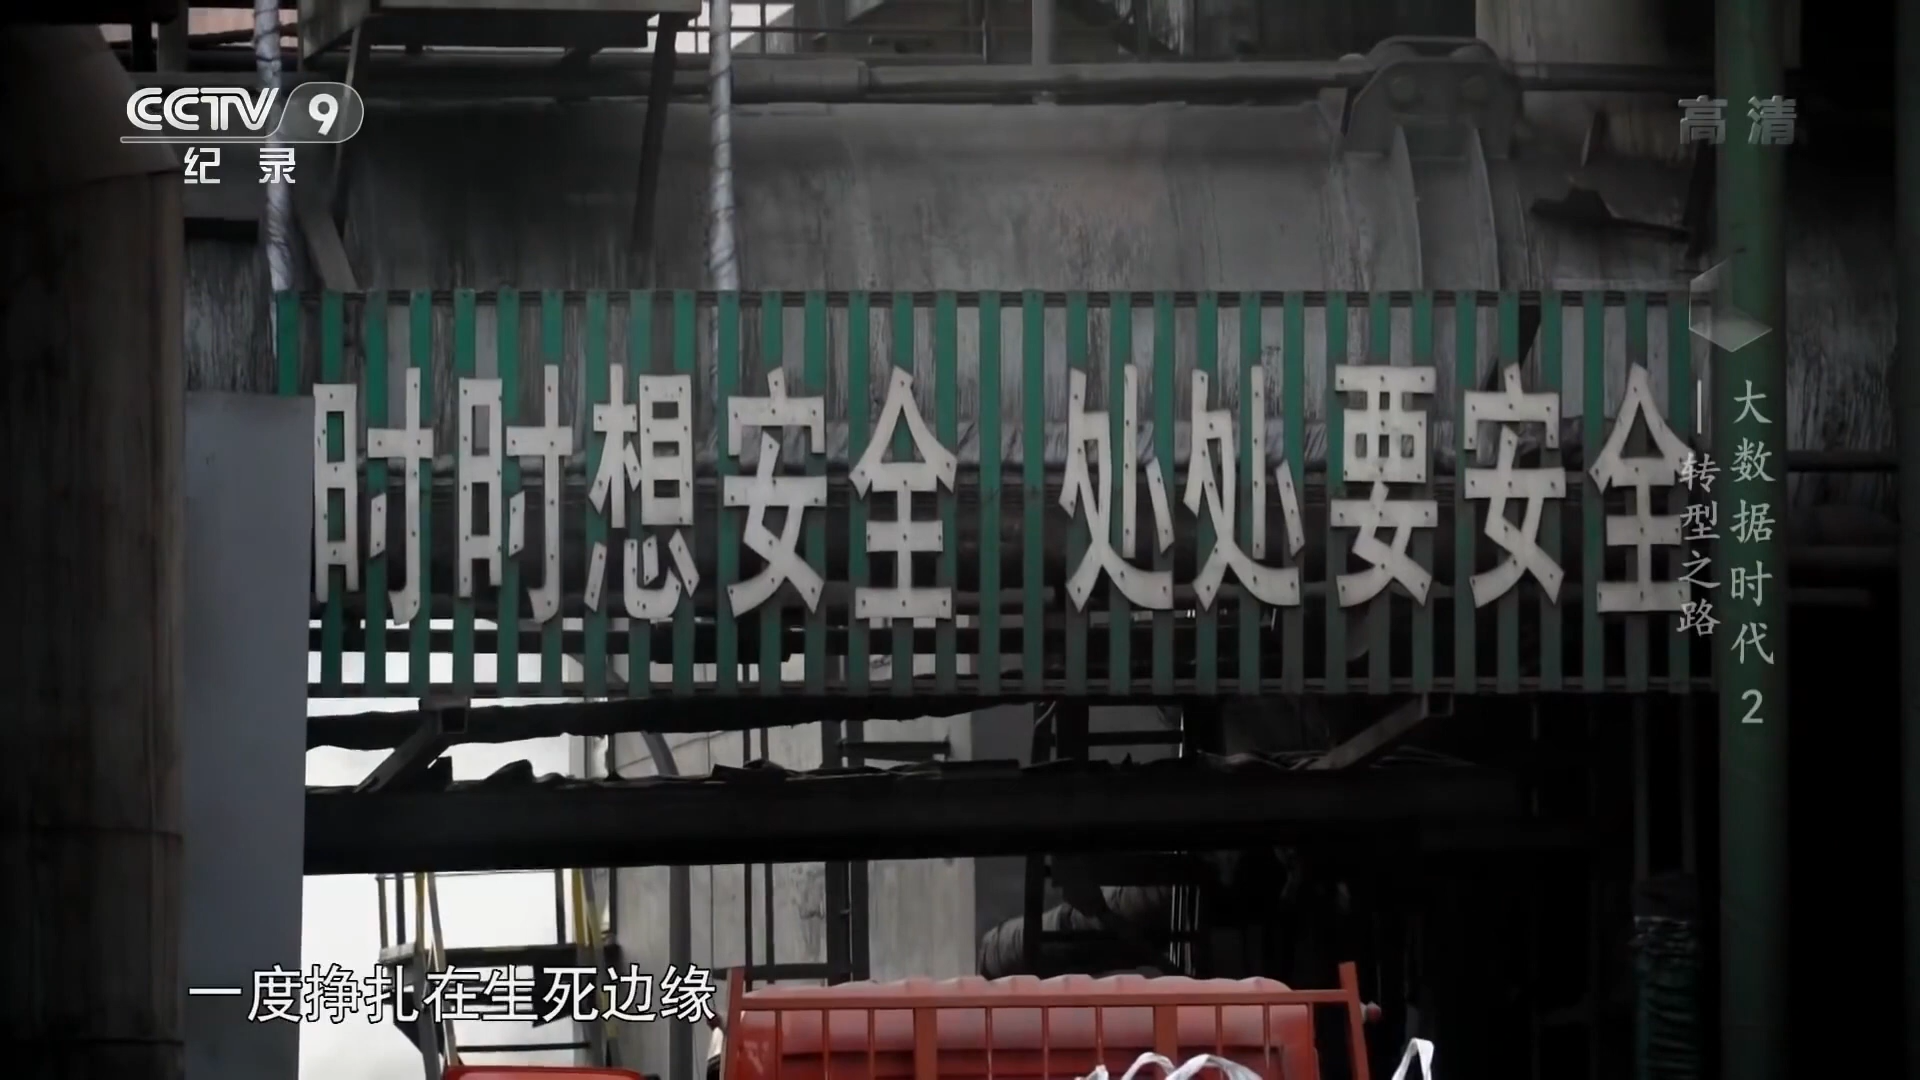 CCTV 9
纪录
高清
时时想安全 处处要安全
大数据时代2
转型之路
一度挣扎在生死边缘